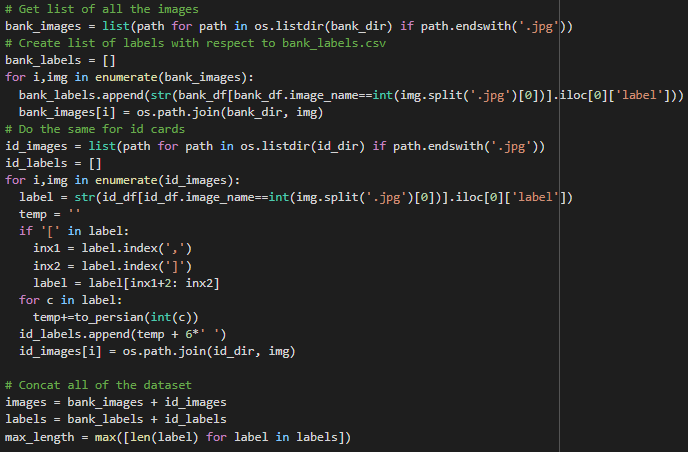 # Get list of all the images
bank_images = list(path for path in os.listdir(bank_dir) if path.endswith('.jpg'))
# Create list of labels with respect to bank_labels.csv
bank_labels = []
for i,img in enumerate(bank_images):
  bank_labels.append(str(bank_df[bank_df.image_name==int(img.split('.jpg')[0])].iloc[0]['label']))
  bank_images[i] = os.path.join(bank_dir, img)
# Do the same for id cards
id_images = list(path for path in os.listdir(id_dir) if path.endswith('.jpg'))
id_labels = []
for i,img in enumerate(id_images):
  label = str(id_df[id_df.image_name==int(img.split('.jpg')[0])].iloc[0]['label'])
  temp = ''
  if '[' in label:
    inx1 = label.index(',')
    inx2 = label.index(']')
    label = label[inx1+2: inx2]
  for c in label:
    temp+=to_persian(int(c))
  id_labels.append(temp + 6*' ')
  id_images[i] = os.path.join(id_dir, img)

# Concat all of the dataset
images = bank_images + id_images
labels = bank_labels + id_labels
max_length = max([len(label) for label in labels])